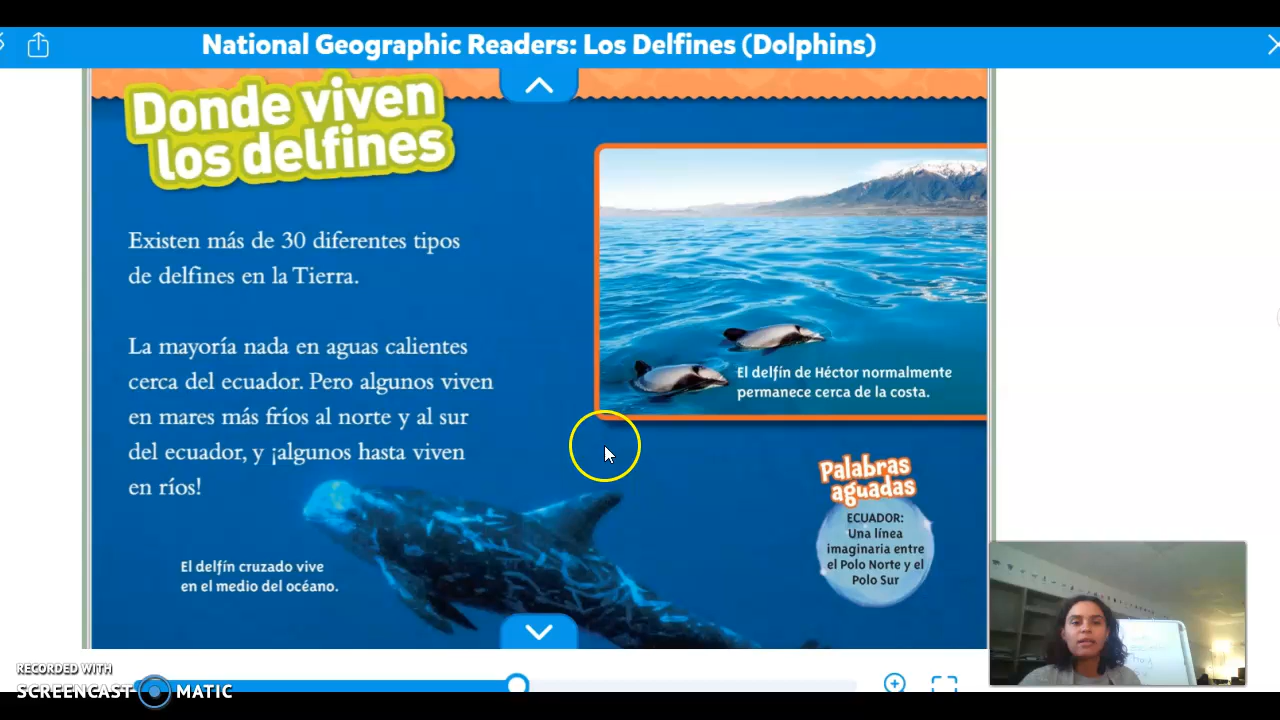 National Geographic Readers: Los Delfines (Dolphins)
Donde viven
los delfines
Existen más de 30 diferentes tipos
de delfines en la Tierra.
La mayoría nada en aguas calientes
cerca del ecuador. Pero algunos viven
en mares más fríos al norte y al sur
del ecuador, y ¡algunos hasta viven
en ríos!
El delfín de Héctor normalmente
permanece cerca de la costa.
Palabras
aguadas
ECUADOR:
Una línea
imaginaria entre
el Polo Norte y el
Polo Sur
El delfín cruzado vive
en el medio del océano.
RECORDED WITH
SCREENCAST MATIC